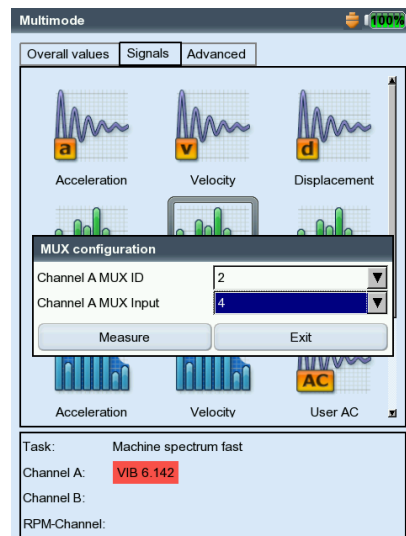 Multimode 100%
Overall values Signals Advanced
a v d
Acceleration Velocity Displacement
MUX configuration
Channel A MUX ID 2
Channel A MUX Input 4
Measure Exit
AC
Acceleration Velocity User AC
Task: Machine spectrum fast
Channel A: VIB 6.142
Channel B:
RPM-Channel: